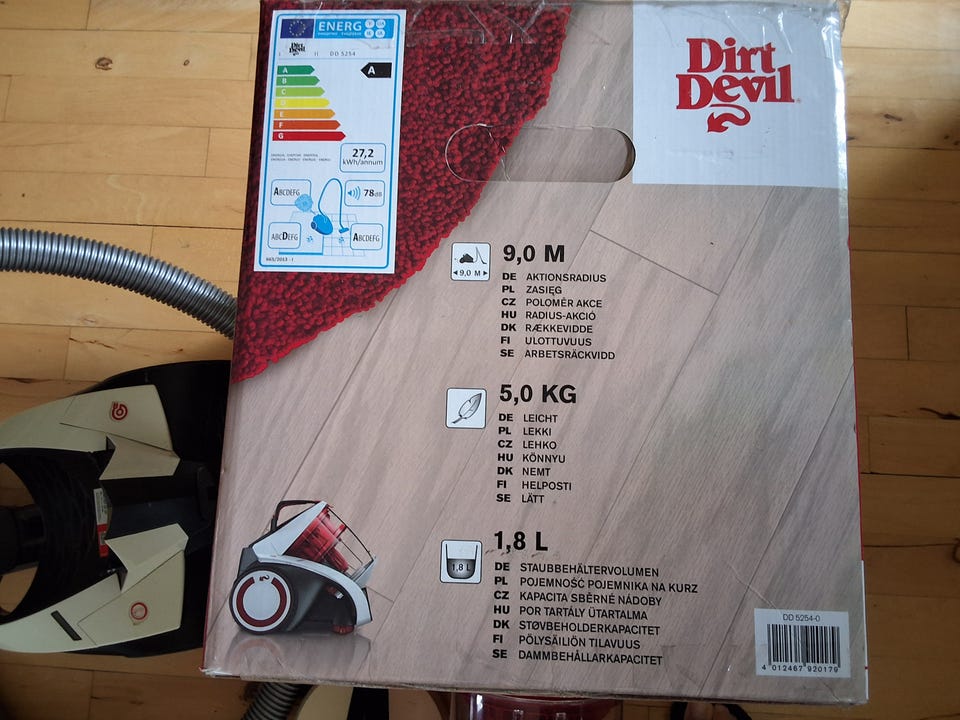 ENERG
Dirt
Devil
DD 5254
A
A
B
C
D
E
F
G
27,2
kWh/annum
ABCDEFG
78dB
ABCDEFG
ABCDEFG
665/2013 - I
Dirt
Devil
9,0 M
9,0 M
DE AKTIONSRADIUS
PL ZASIĘG
CZ POLOMĚR AKCE
HU RADIUS-AKCIÓ
DK RÆKKEVIDDE
FI ULOTTUVUUS
SE ARBETSRÄCKVIDD
5,0 KG
DE LEICHT
PL LEKKI
CZ LEHKO
HU KÖNNYU
DK NEMT
FI HELPOSTI
SE LÄTT
1,8 L
1,8 L
DE STAUBBEHÄLTERVOLUMEN
PL POJEMNOŚĆ POJEMNIKA NA KURZ
CZ KAPACITA SBĚRNÉ NÁDOBY
HU POR TARTÁLY ŰTARTALMA
DK STØVBEHOLDERKAPACITET
FI PÖLYSÄILIÖN TILAVUUS
SE DAMMBEHÅLLARKAPACITET
DD 5254-0
4 012467 920179